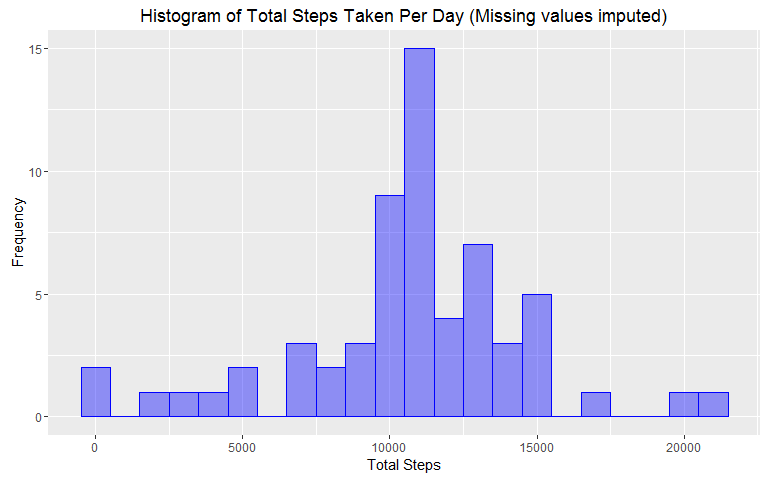 Histogram of Total Steps Taken Per Day (Missing values imputed)
15
10
5
0
Frequency
0 5000 10000 15000 20000
Total Steps